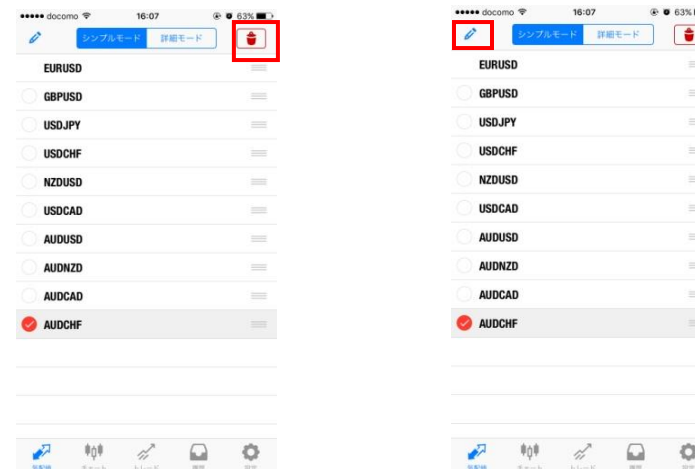 docomo 16:07 63%
シンプルモード 詳細モード
EURUSD
GBPUSD
USDJPY
USDCHF
NZDUSD
USDCAD
AUDUSD
AUDNZD
AUDCAD
AUDCHF
docomo 16:07 63%
シンプルモード 詳細モード
EURUSD
GBPUSD
USDJPY
USDCHF
NZDUSD
USDCAD
AUDUSD
AUDNZD
AUDCAD
AUDCHF